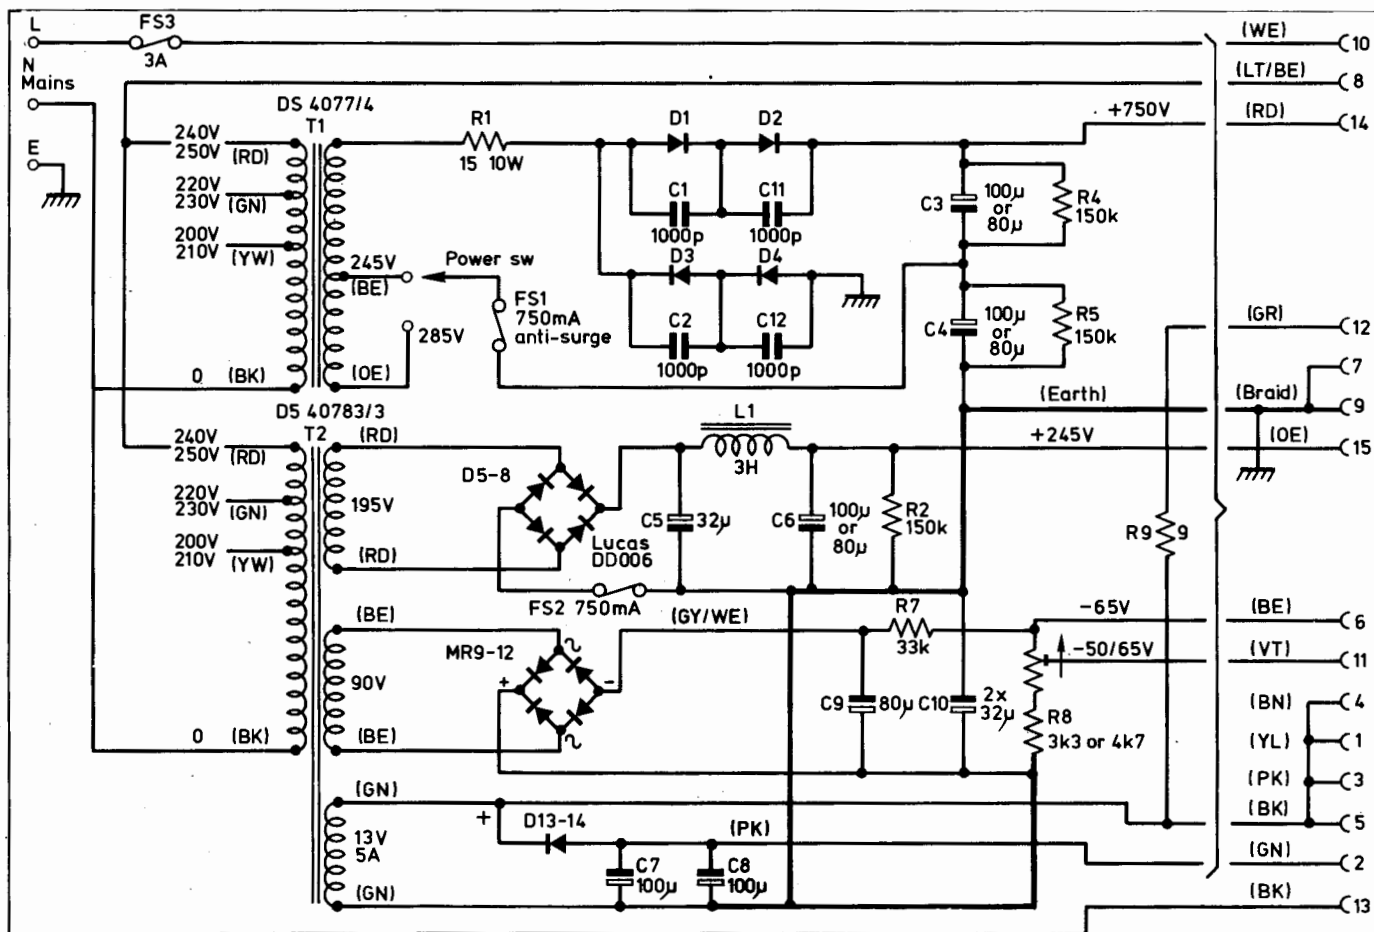 L
FS3
3A
(WE)
10
N
Mains
(LT/BE)
8
DS 4077/4
T1
+750V
(RD)
14
E
240V
250V
(RD)
R1
15 10W
D1
D2
220V
230V
(GN)
C1
1000p
C11
1000p
C3
100µ
or
80µ
R4
150k
200V
210V
(YW)
245V
(BE)
Power sw
D3
D4
FS1
750mA
anti-surge
285V
C2
1000p
C12
1000p
C4
100µ
or
80µ
R5
150k
(GR)
12
7
0
(BK)
(OE)
(Earth)
(Braid)
9
D5 40783/3
T2
L1
3H
+245V
(OE)
15
240V
250V
(RD)
(RD)
D5-8
220V
230V
(GN)
195V
C5
32µ
C6
100µ
or
80µ
R2
150k
R9
9
200V
210V
(YW)
(RD)
Lucas
DD006
FS2 750mA
(BE)
(GY/WE)
R7
33k
-65V
(BE)
6
MR9-12
~
+
-
~
-50/65V
(VT)
11
90V
C9
80µ
C10
2x
32µ
R8
3k3 or 4k7
(BN)
4
0
(BK)
(BE)
(YL)
1
(PK)
3
(GN)
+
D13-14
(PK)
(BK)
5
13V
5A
C7
100µ
C8
100µ
(GN)
2
(GN)
(BK)
13